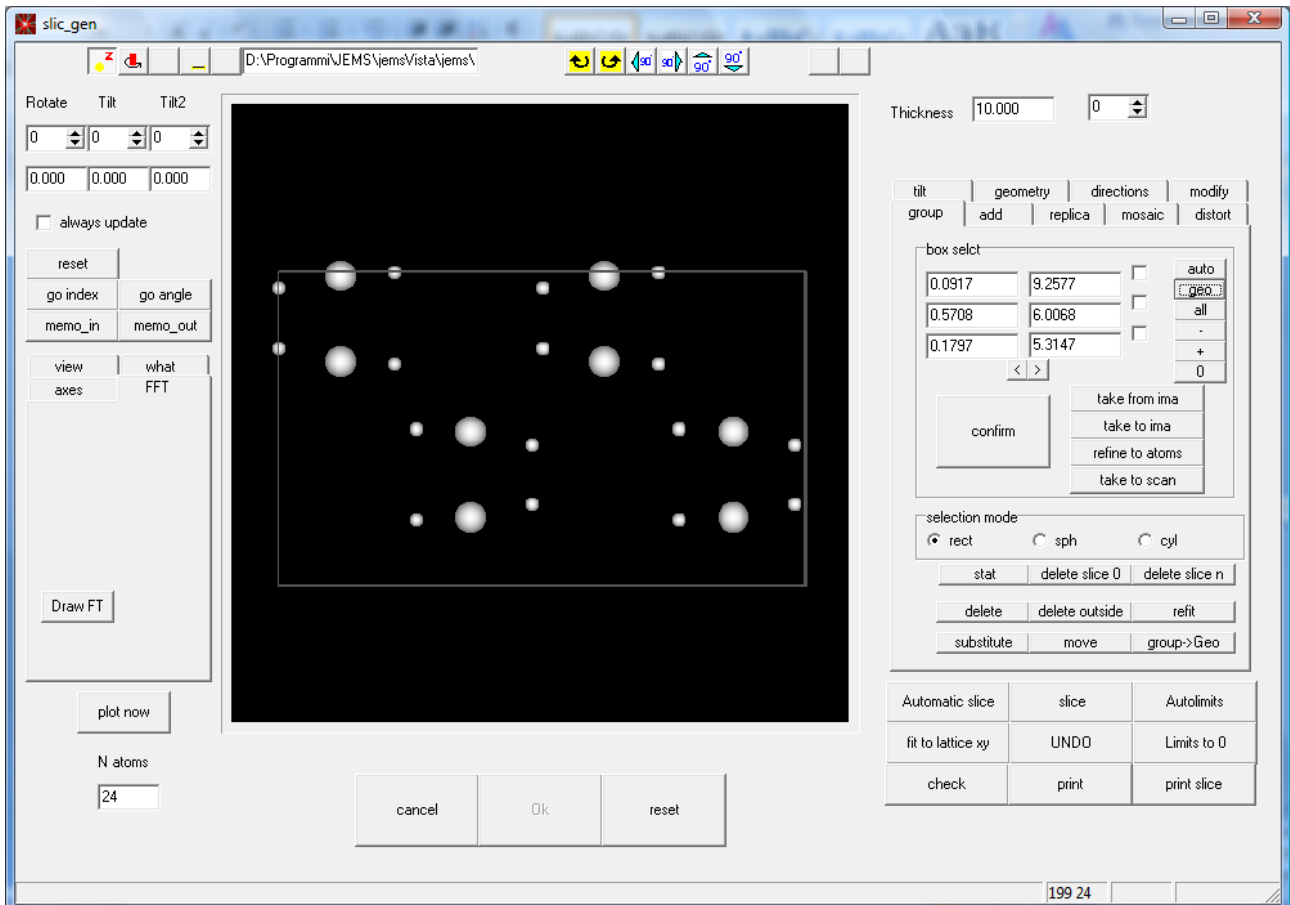 slic_gen
D:\Programmi\JEMS\jemsVista\jems\
90° 90° 90° 90°
Rotate Tilt Tilt2
0 0 0
0.000 0.000 0.000
always update
reset
go index go angle
memo_in memo_out
view what
axes FFT
Draw FT
plot now
N atoms
24
cancel Ok reset
Thickness 10.000 0
tilt geometry directions modify
group add replica mosaic distort
box selct
0.0917 9.2577
0.5708 6.0068
0.1797 5.3147
< >
auto
geo
all
-
+
0
confirm
take from ima
take to ima
refine to atoms
take to scan
selection mode
rect sph cyl
stat delete slice 0 delete slice n
delete delete outside refit
substitute move group->Geo
Automatic slice slice Autolimits
fit to lattice xy UNDO Limits to 0
check print print slice
199 24